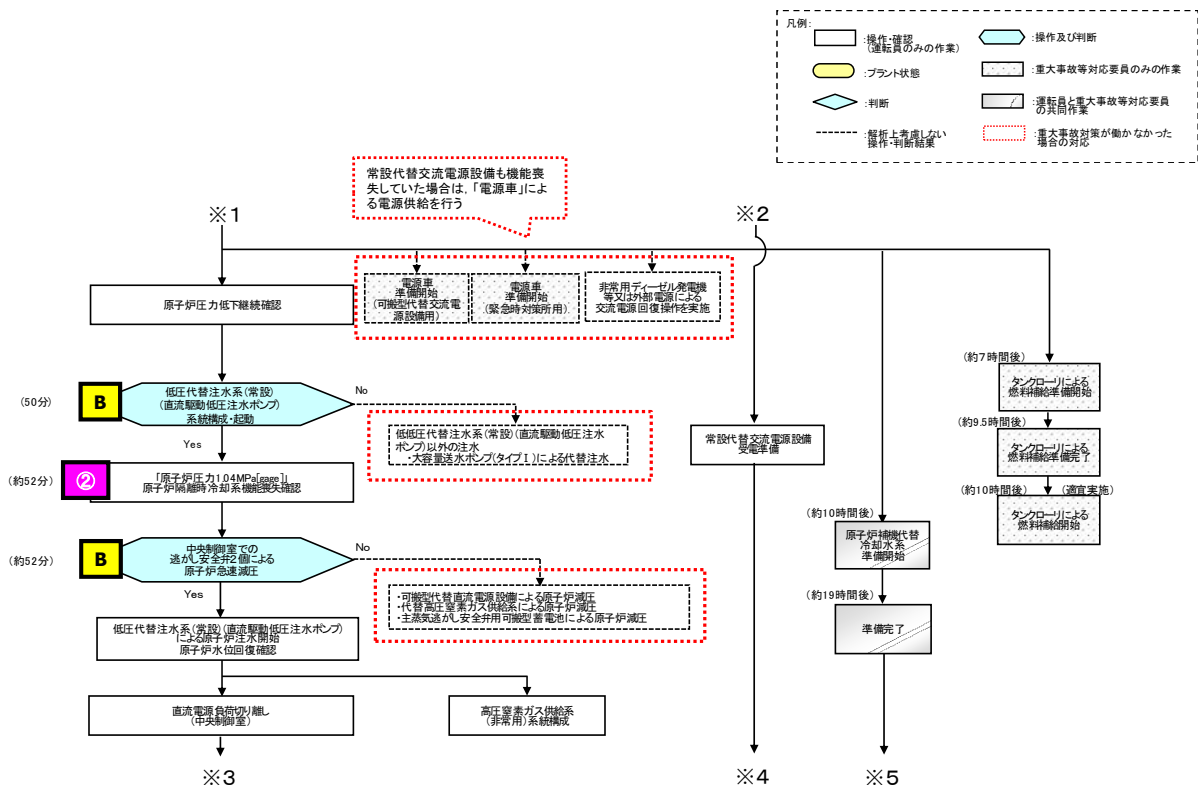 凡例:
:操作・確認
(運転員のみの作業)
:操作及び判断
:プラント状態
:重大事故等対応要員のみの作業
:判断
:運転員と重大事故等対応要員
の共同作業
:解析上考慮しない
操作・判断結果
:重大事故対策が働かなかった
場合の対応
常設代替交流電源設備も機能喪
失していた場合は,「電源車」によ
る電源供給を行う
※1
※2
原子炉圧力低下継続確認
電源車
準備開始
(可搬型代替交流電
源設備用)
電源車
準備開始
(緊急時対策所用)
非常用ディーゼル発電機
等又は外部電源による
交流電源回復操作を実施
(50分)
B
低圧代替注水系(常設)
(直流駆動低圧注水ポンプ)
系統構成・起動
No
Yes
低低圧代替注水系(常設)(直流駆動低圧注水
ポンプ)以外の注水
・大容量送水ポンプ(タイプⅠ)による代替注水
常設代替交流電源設備
受電準備
(約7時間後)
タンクローリによる
燃料補給準備開始
(約9.5時間後)
タンクローリによる
燃料補給準備完了
(約10時間後)
(適宜実施)
タンクローリによる
燃料補給開始
(約52分)
②
「原子炉圧力1.04MPa[gage]」
原子炉隔離時冷却系機能喪失確認
(約52分)
B
中央制御室での
逃がし安全弁2個による
原子炉急速減圧
No
Yes
・可搬型代替直流電源設備による原子炉減圧
・代替高圧窒素ガス供給系による原子炉減圧
・主蒸気逃がし安全弁用可搬型蓄電池による原子炉減圧
(約10時間後)
原子炉補機代替
冷却水系
準備開始
(約19時間後)
準備完了
低圧代替注水系(常設)(直流駆動低圧注水ポンプ)
による原子炉注水開始
原子炉水位回復確認
直流電源負荷切り離し
(中央制御室)
高圧窒素ガス供給系
(非常用)系統構成
※3
※4
※5